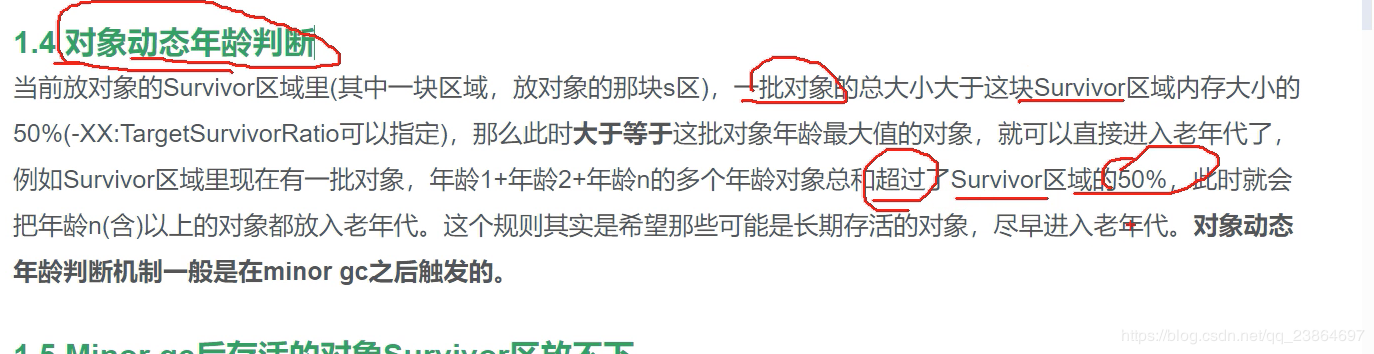 1.4 对象动态年龄判断
当前放对象的Survivor区域里(其中一块区域，放对象的那块s区)，一批对象的总大小大于这块Survivor区域内存大小的
50%(-XX:TargetSurvivorRatio可以指定)，那么此时大于等于这批对象年龄最大值的对象，就可以直接进入老年代了，
例如Survivor区域里现在有一批对象，年龄1+年龄2+年龄n的多个年龄对象总和超过了Survivor区域的50%，此时就会
把年龄n(含)以上的对象都放入老年代。这个规则其实是希望那些可能是长期存活的对象，尽早进入老年代。对象动态
年龄判断机制一般是在minor gc之后触发的。
1.5 Minor gc后存活的对象Survivor区放不下
https://blog.csdn.net/qq_23864697